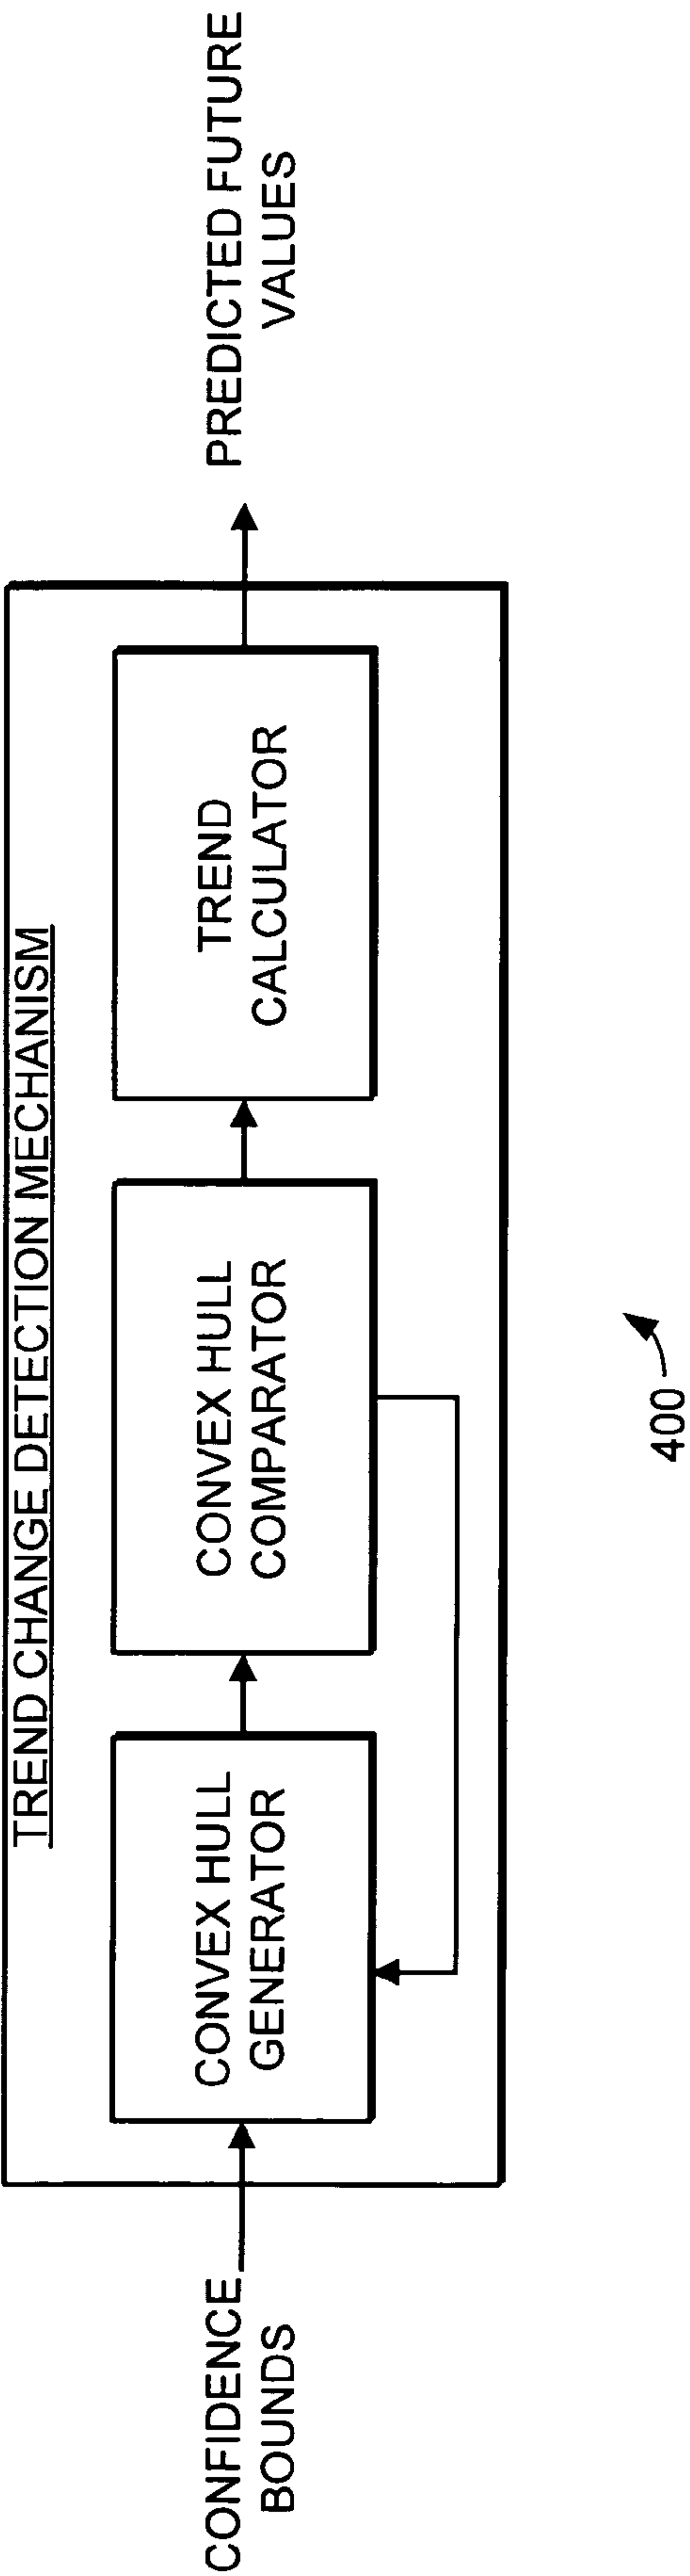 TREND CHANGE DETECTION MECHANISM
CONFIDENCE
BOUNDS
CONVEX HULL
GENERATOR
CONVEX HULL
COMPARATOR
TREND
CALCULATOR
PREDICTED FUTURE
VALUES
400